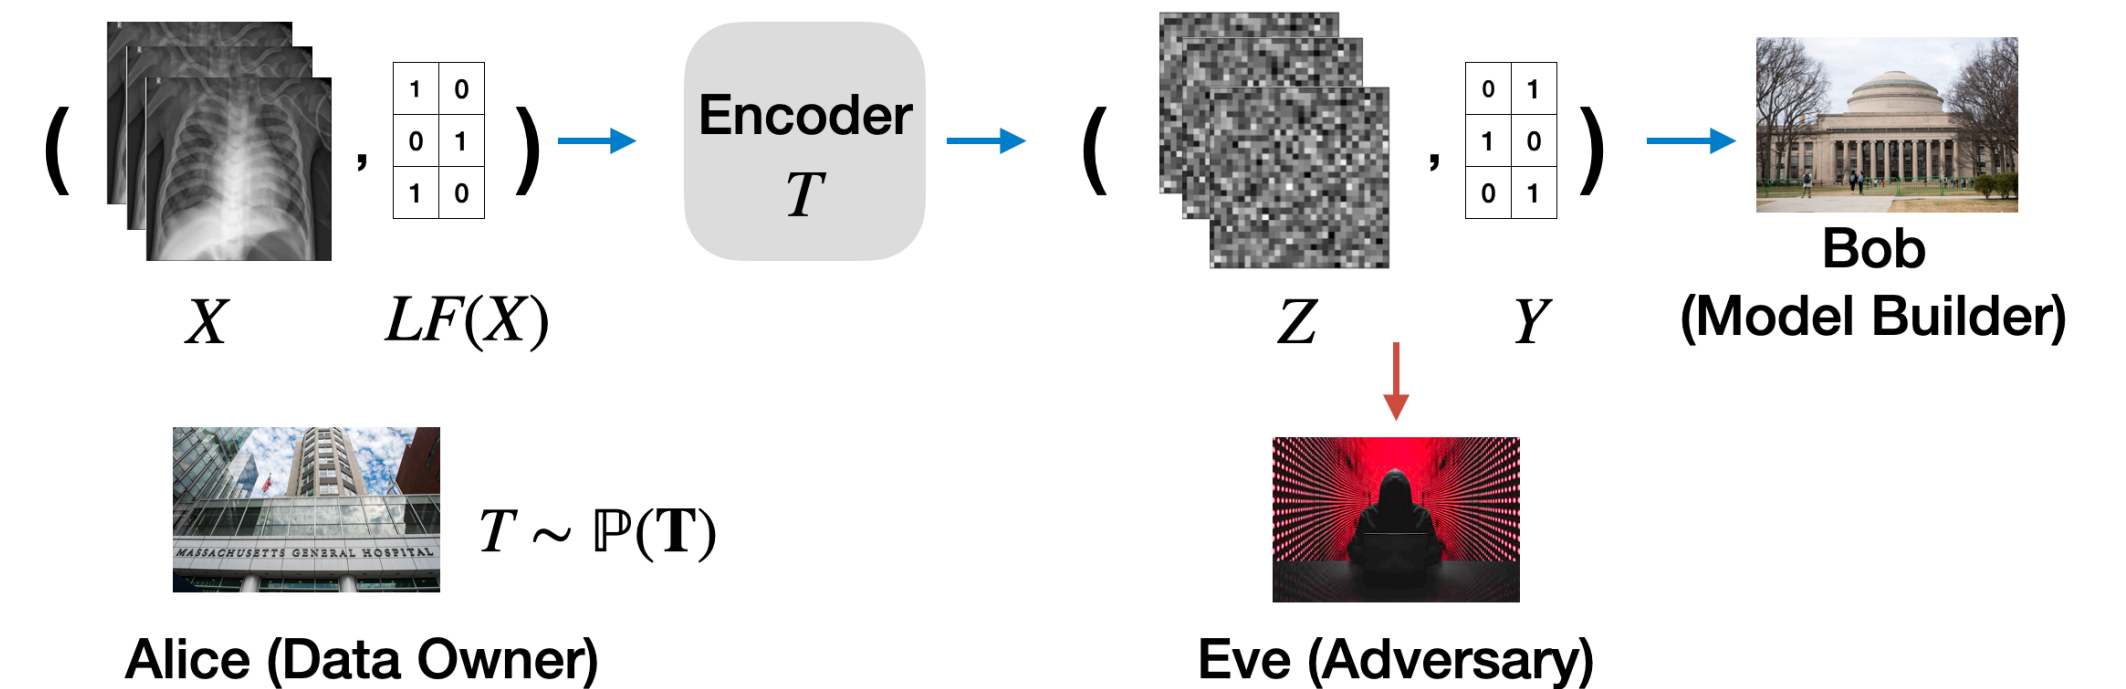 ( , 1 0 ) Encoder ( , 0 1 )
0 1 T 1 0
1 0 0 1
X LF(X) Z Y Bob
(Model Builder)
MASSACHUSETTS GENERAL HOSPITAL
T ∼ ℙ(𝐓)
Alice (Data Owner)
Eve (Adversary)